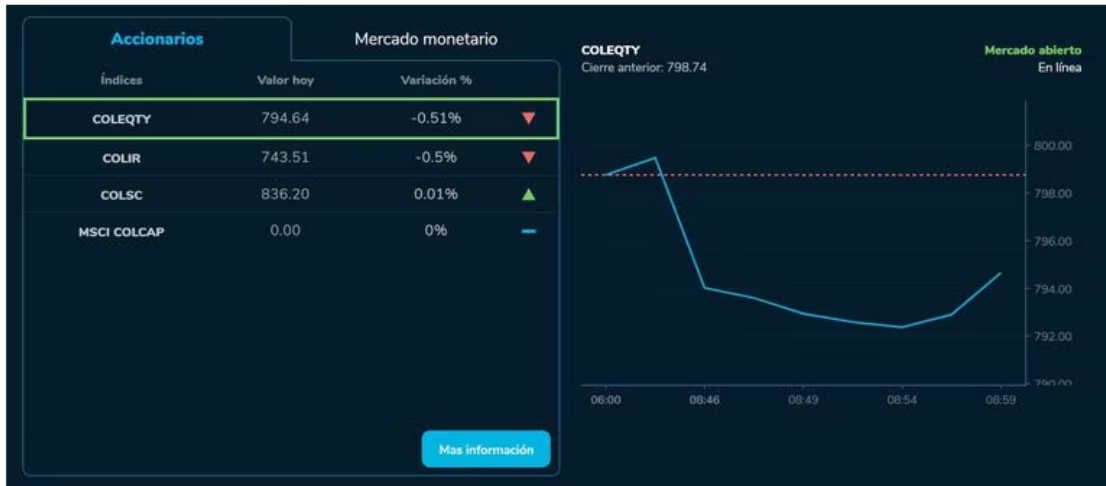 Accionarios
Mercado monetario
Índices Valor hoy Variación %
COLEQTY 794.64 -0.51%
COLIR 743.51 -0.5%
COLSC 836.20 0.01%
MSCI COLCAP 0.00 0%
Mas información
COLEQTY
Mercado abierto
Cierre anterior: 798.74
En línea
800.00
798.00
796.00
794.00
792.00
790.00
06:00 08:46 08:49 08:54 08:59